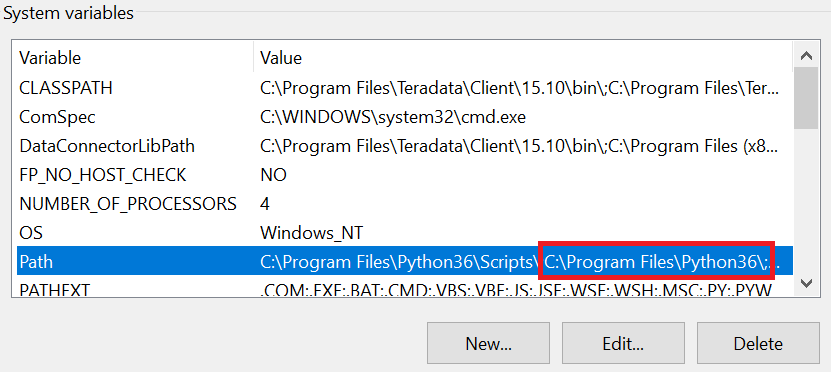 System variables
Variable Value
CLASSPATH C:\Program Files\Teradata\Client\15.10\bin\;C:\Program Files\Ter...
ComSpec C:\WINDOWS\system32\cmd.exe
DataConnectorLibPath C:\Program Files\Teradata\Client\15.10\bin\;C:\Program Files (x8...
FP_NO_HOST_CHECK NO
NUMBER_OF_PROCESSORS 4
OS Windows_NT
Path C:\Program Files\Python36\Scripts\;C:\Program Files\Python36\;...
PATHEXT .COM;.EXE;.BAT;.CMD;.VBS;.VBE;.JS;.JSE;.WSF;.WSH;.MSC;.PY;.PYW
New... Edit... Delete